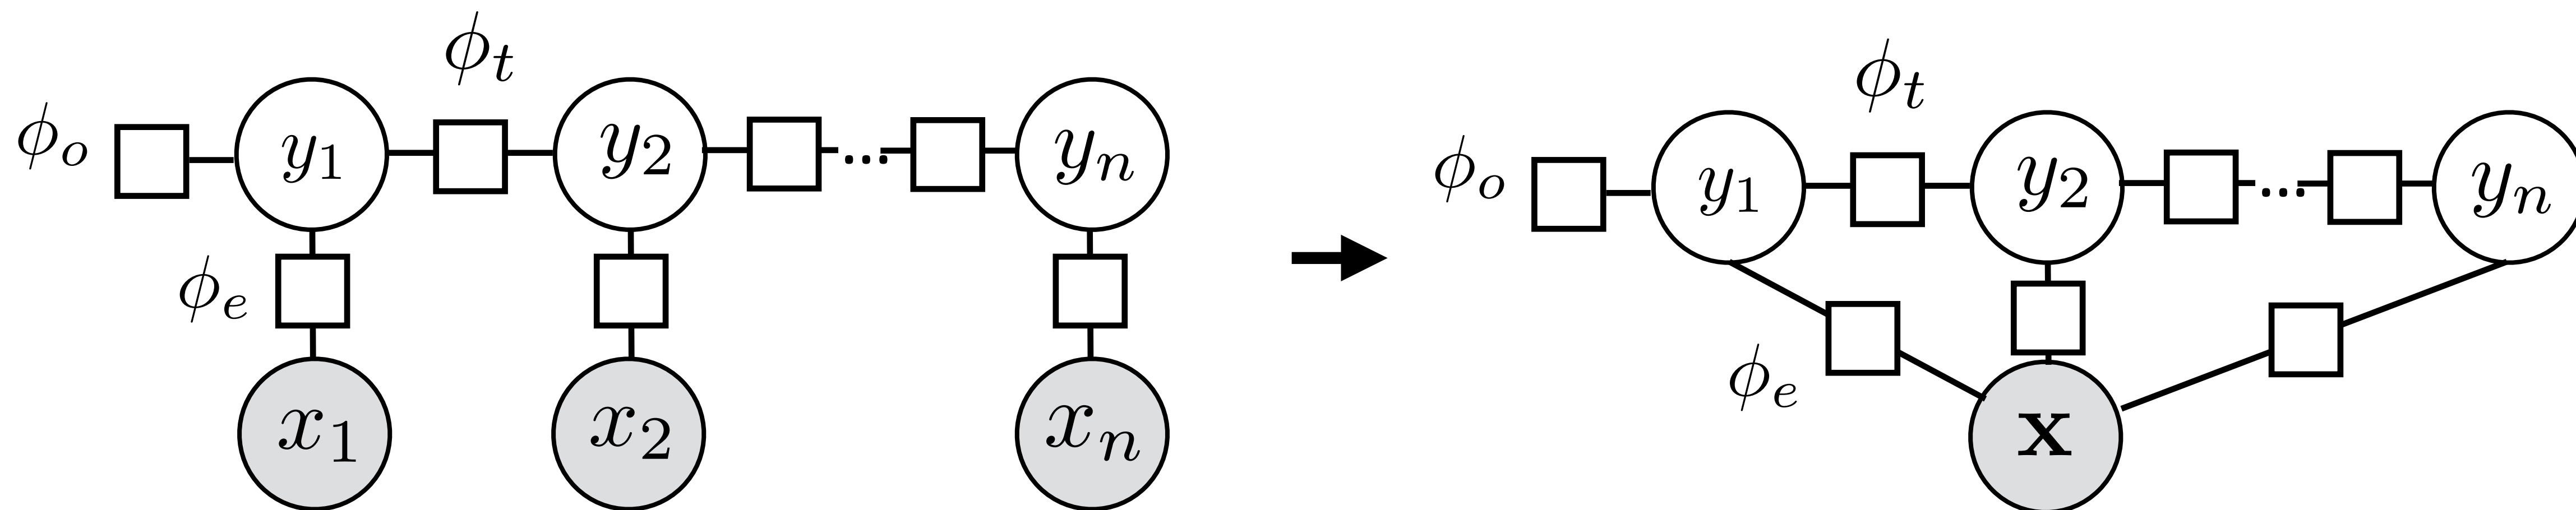 ϕ_t ϕ_t
ϕ_o y_1 y_2 ... y_n ϕ_o y_1 y_2 ... y_n
ϕ_e ϕ_e
x_1 x_2 x_n x